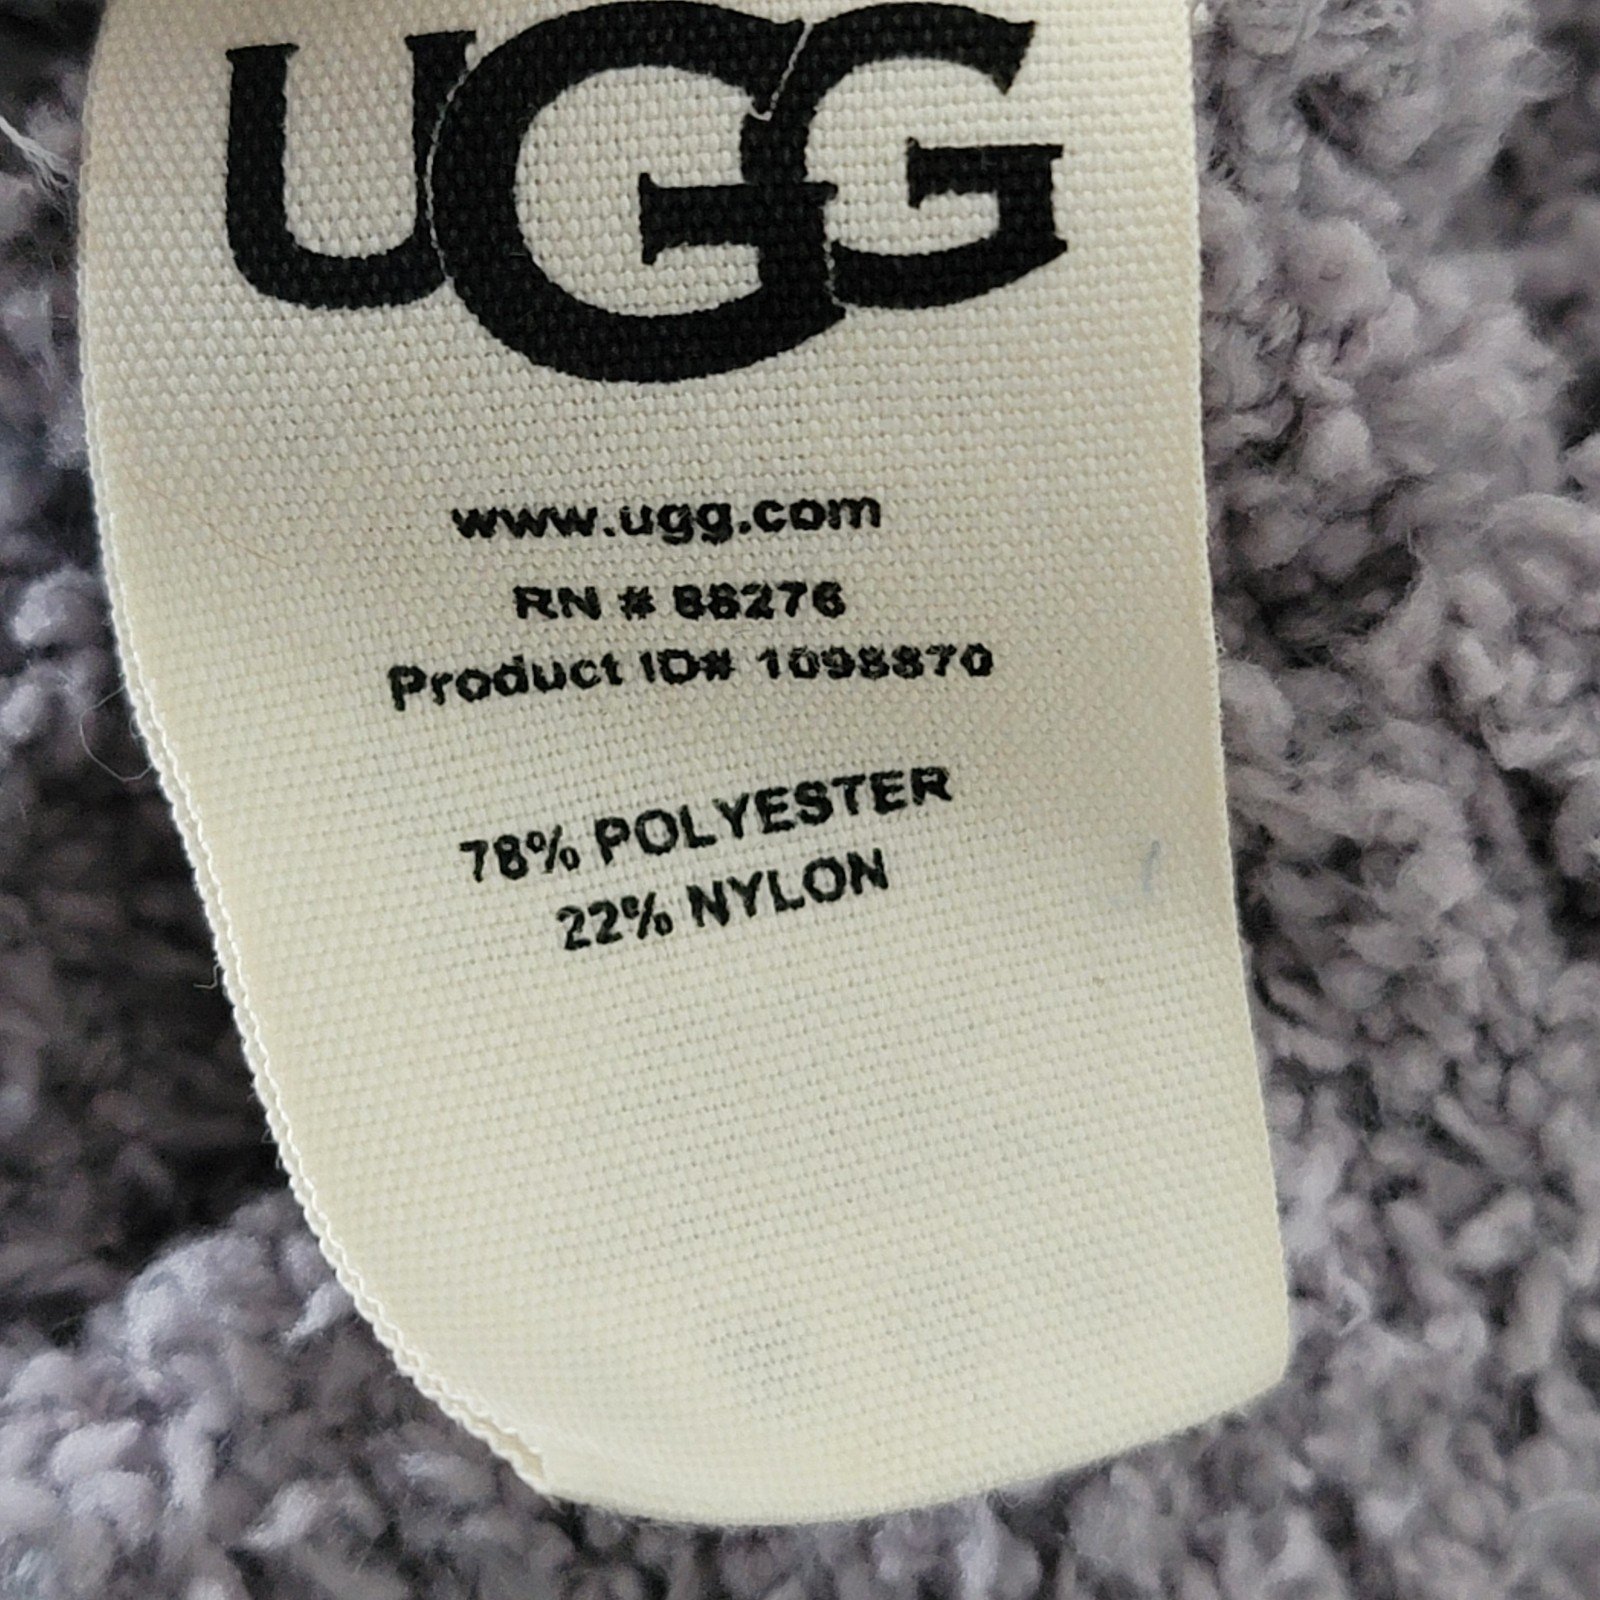 UGG
www.ugg.com
RN # 88276
Product ID# 1098870
78% POLYESTER
22% NYLON